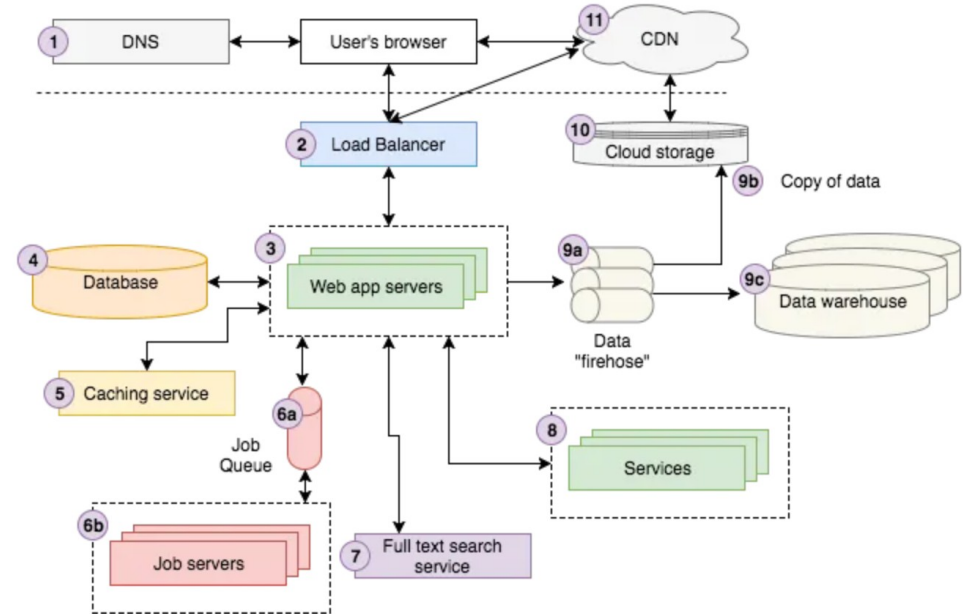 1
DNS
User's browser
11
CDN
2
Load Balancer
10
Cloud storage
9b
Copy of data
3
Web app servers
4
Database
9a
Data
"firehose"
9c
Data warehouse
5
Caching service
6a
Job
Queue
8
Services
6b
Job servers
7
Full text search
service